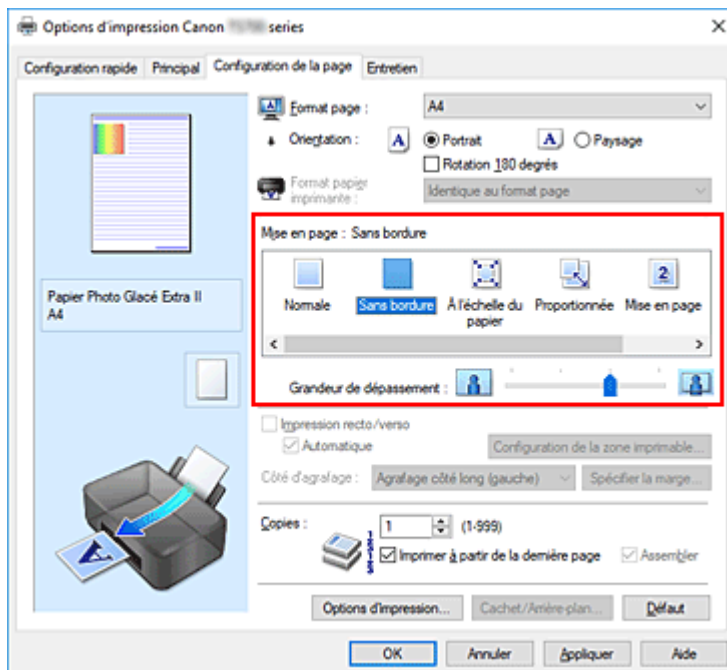 Options d'impression Canon series
Configuration rapide Principal Configuration de la page Entretien
Format page : A4
Orientation : A Portrait A Paysage
Rotation 180 degrés
Format papier imprimante : Identique au format page
Mise en page : Sans bordure
Normale Sans bordure À l'échelle du papier Proportionnée Mise en page
Papier Photo Glacé Extra II
A4
Grandeur de dépassement :
Impression recto/verso
Automatique Configuration de la zone imprimable...
Côté d'agrafage : Agrafage côté long (gauche) Spécifier la marge...
Copies : 1 (1-999)
Imprimer à partir de la dernière page Assembler
Options d'impression... Cachet/Arrière-plan... Défaut
OK Annuler Appliquer Aide